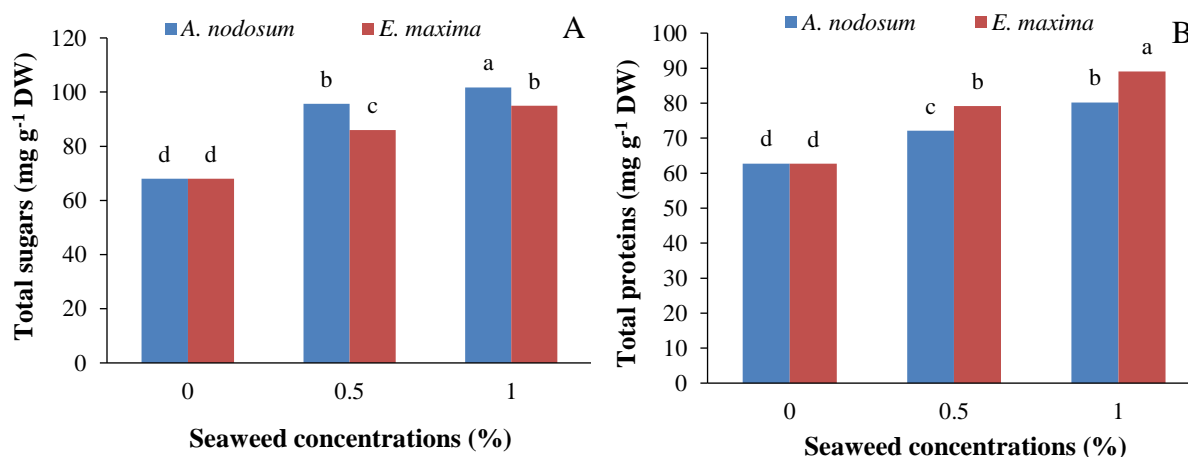 A. nodosum E. maxima A
Total sugars (mg g-1 DW)
120
100
80
60
40
20
0
d d b c a b
0 0.5 1
Seaweed concentrations (%)
A. nodosum E. maxima B
Total proteins (mg g-1 DW)
100
90
80
70
60
50
40
30
20
10
0
d d c b b a
0 0.5 1
Seaweed concentrations (%)